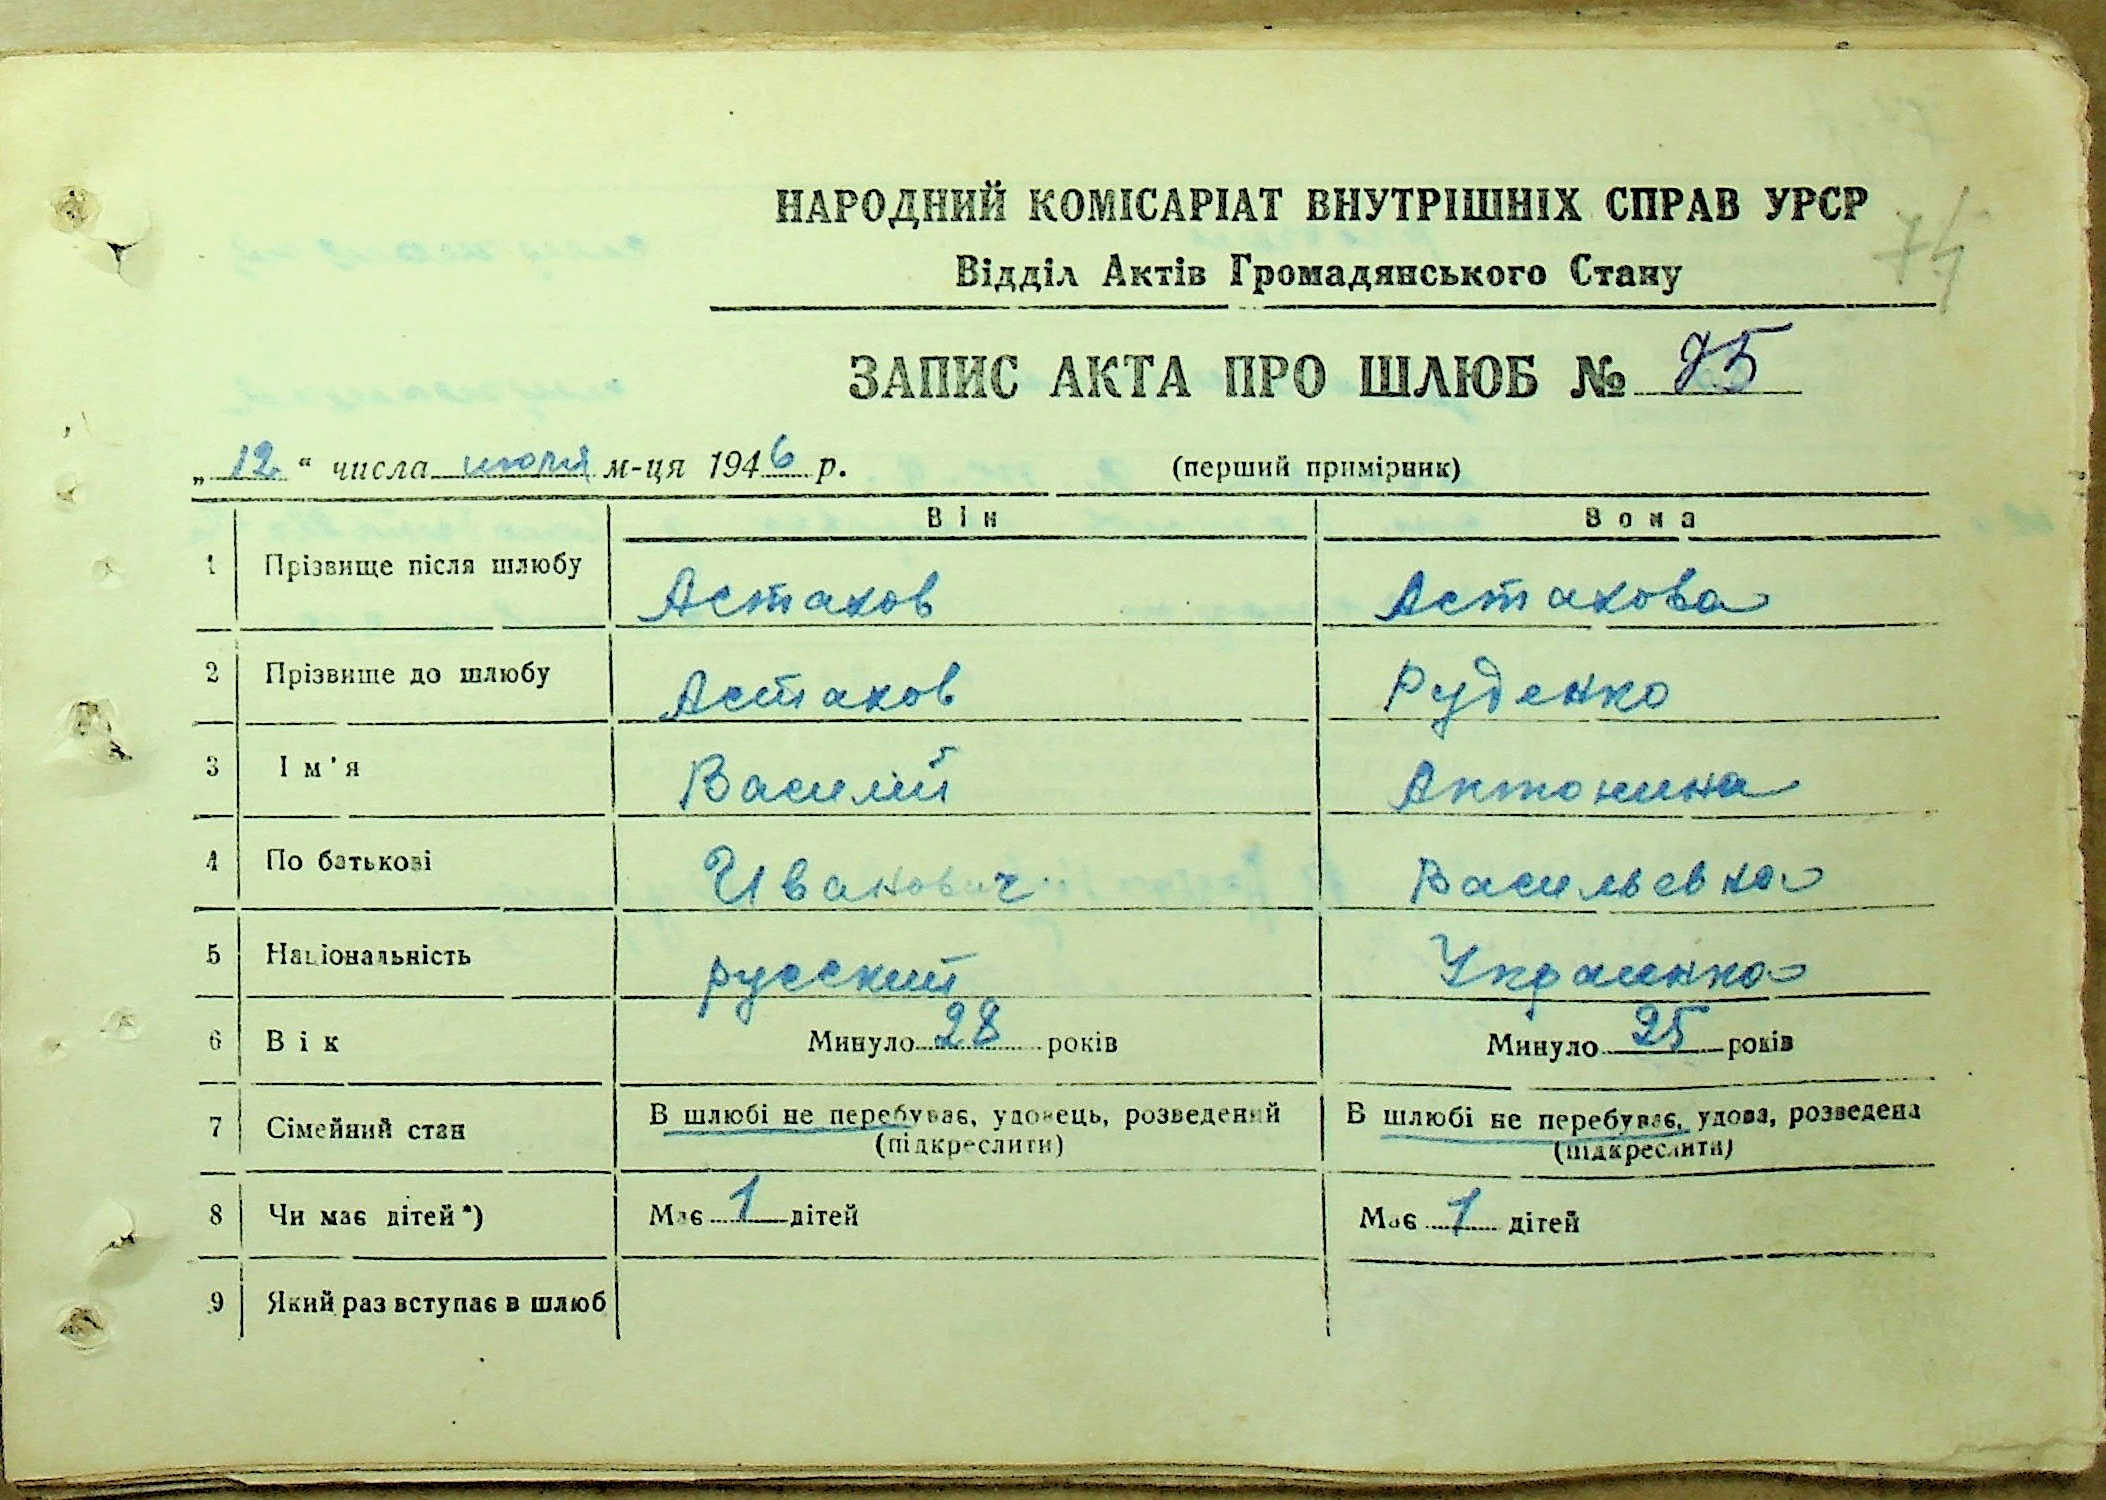 НАРОДНИЙ КОМІСАРІАТ ВНУТРІШНІХ СПРАВ УРСР
74
Відділ Актів Громадянського Стану
ЗАПИС АКТА ПРО ШЛЮБ № 75
„12“ числа июля м-ця 1946 р. (перший примірник)
Він Вона
1 Прізвище після шлюбу Астахов Астахова
2 Прізвище до шлюбу Астахов Руденко
3 Ім'я Василий Антонина
4 По батькові Иванович Васильевна
5 Національність русский Украинка
6 Вік Минуло 28 років Минуло 25 років
7 Сімейний стан В шлюбі не перебуває, удовець, розведений В шлюбі не перебуває, удова, розведена
(підкреслити) (підкреслити)
8 Чи має дітей*) Має 1 дітей Має 1 дітей
9 Який раз вступає в шлюб